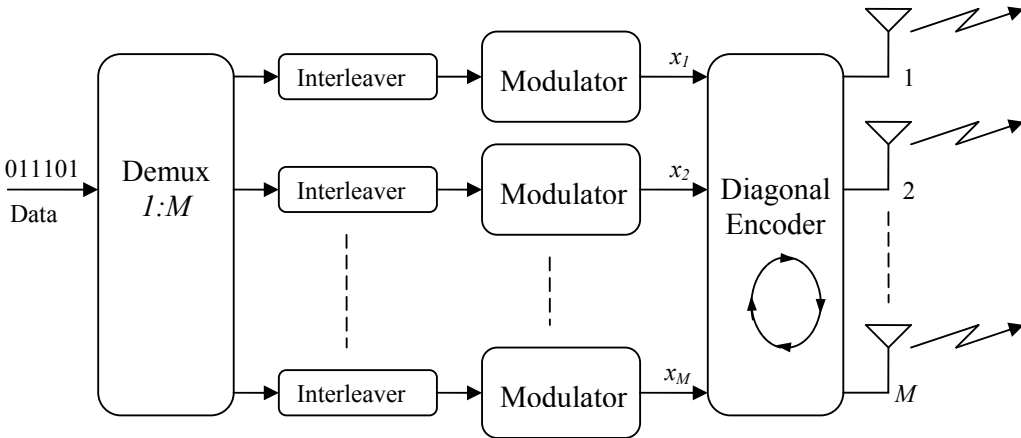 Interleaver
Modulator
x1
1
011101
Data
Demux
1:M
Interleaver
Modulator
x2
Diagonal
Encoder
2
Interleaver
Modulator
xM
M